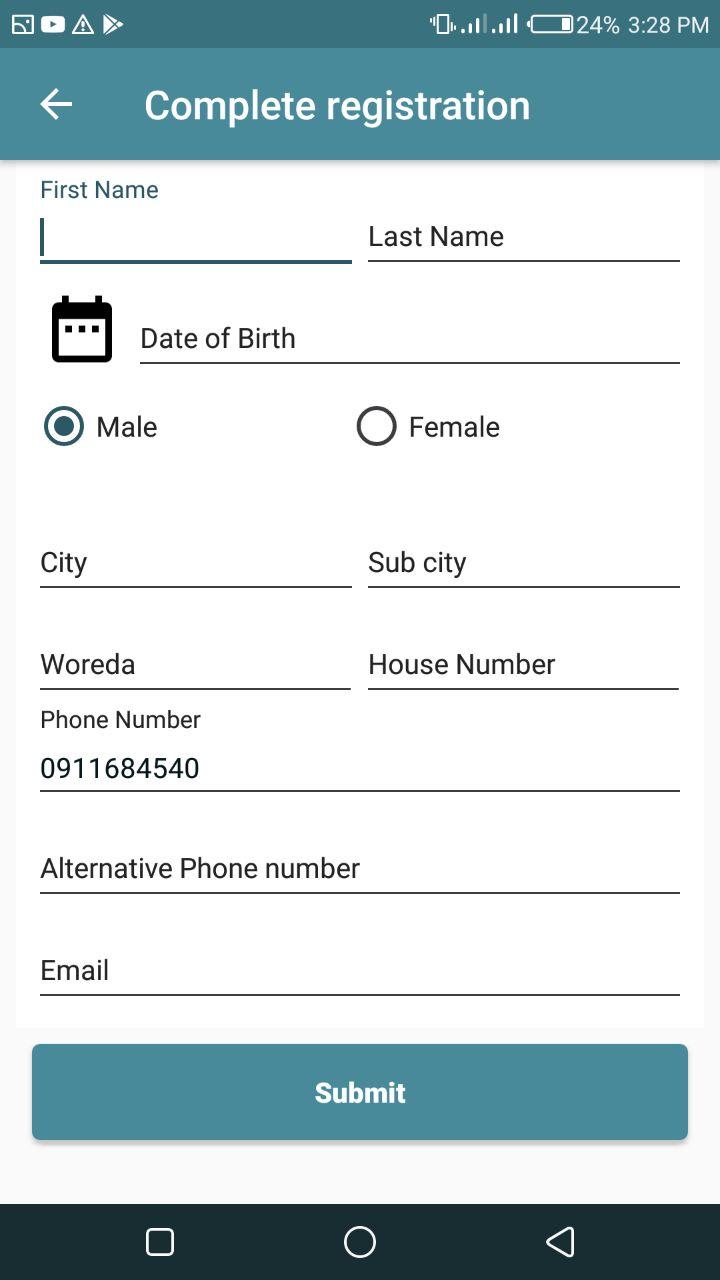 24% 3:28 PM
Complete registration
First Name
Last Name
Date of Birth
Male Female
City Sub city
Woreda House Number
Phone Number
0911684540
Alternative Phone number
Email
Submit